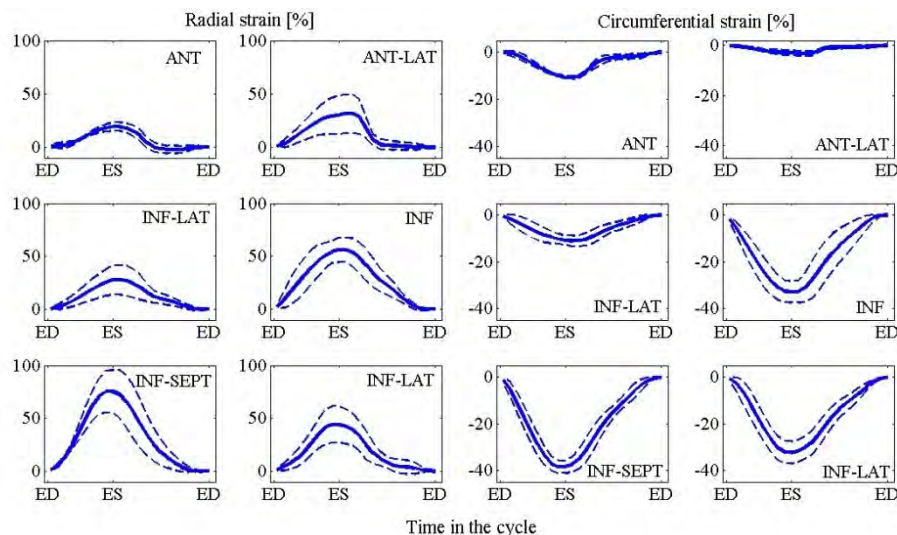 Radial strain [%]
Circumferential strain [%]
100
50
0
ANT
ED
ES
ED
100
50
0
ANT-LAT
ED
ES
ED
0
-20
-40
ANT
ED
ES
ED
0
-20
-40
ANT-LAT
ED
ES
ED
100
50
0
INF-LAT
ED
ES
ED
100
50
0
INF
ED
ES
ED
0
-20
-40
INF-LAT
ED
ES
ED
0
-20
-40
INF
ED
ES
ED
100
50
0
INF-SEPT
ED
ES
ED
100
50
0
INF-LAT
ED
ES
ED
0
-20
-40
INF-SEPT
ED
ES
ED
0
-20
-40
INF-LAT
ED
ES
ED
Time in the cycle